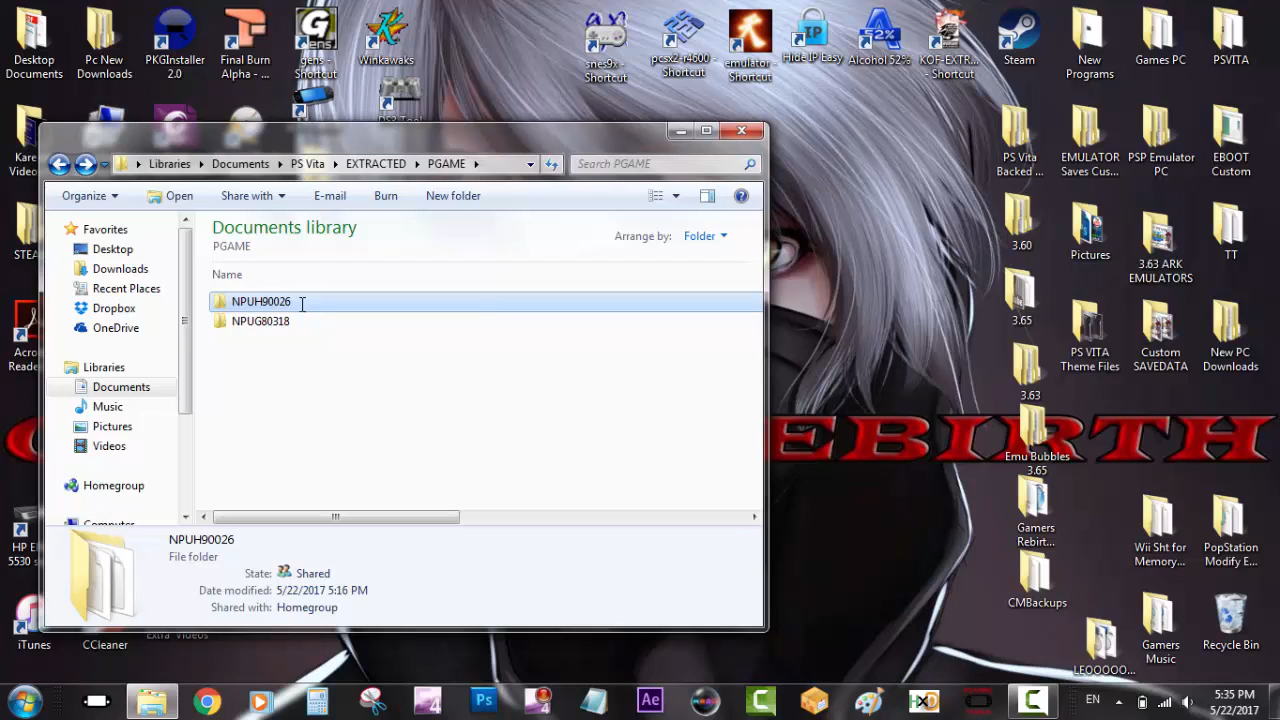 Desktop Documents
Pc New Downloads
PKGInstaller 2.0
Final Burn Alpha - ...
gens - Shortcut
Winkawaks
snes9x - Shortcut
pcsx2-r4600 - Shortcut
emulator - Shortcut
Hide IP Easy
Alcohol 52%
KOF-EXTR... - Shortcut
Steam
New Programs
Games PC
PSVITA
52%
IP
PS Vita Backed ...
EMULATOR Saves Cus...
PSP Emulator PC
EBOOT Custom
3.60
Pictures
3.63 ARK EMULATORS
TT
3.65
PS VITA Theme Files
Custom SAVEDATA
New PC Downloads
3.63
EBIRTH
Emu Bubbles 3.65
Gamers Rebirt...
Wii Sht for Memory...
PopStation Modify E...
CMBackups
LEOOOOO...
Gamers Music
Recycle Bin
iTunes
CCleaner
Libraries
Documents
PS Vita
EXTRACTED
PGAME
Search PGAME
Organize
Open
Share with
E-mail
Burn
New folder
Favorites
Desktop
Downloads
Recent Places
Dropbox
OneDrive
Libraries
Documents
Music
Pictures
Videos
Homegroup
Documents library
PGAME
Arrange by:
Folder
Name
NPUH90026
NPUG80318
NPUH90026
File folder
State:
Shared
Date modified: 5/22/2017 5:16 PM
Shared with: Homegroup
Ps
Ae
EN
5:35 PM
5/22/2017